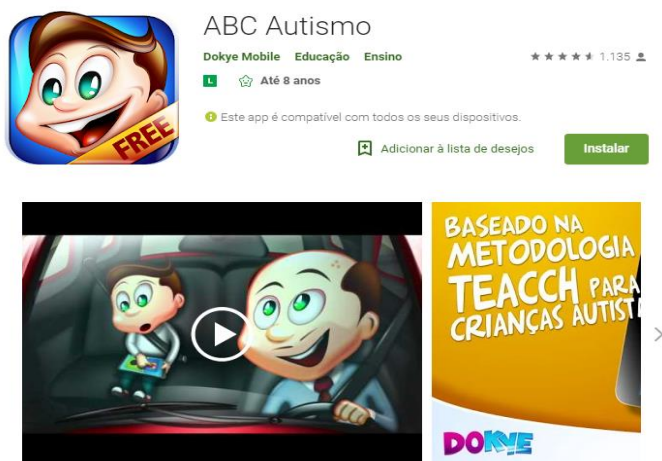 ABC Autismo
Dokye Mobile Educação Ensino 1.135
L Até 8 anos
Este app é compatível com todos os seus dispositivos.
Adicionar à lista de desejos Instalar
FREE
BASEADO NA
METODOLOGIA
TEACCH PARA
CRIANÇAS AUTIST
DOKYE